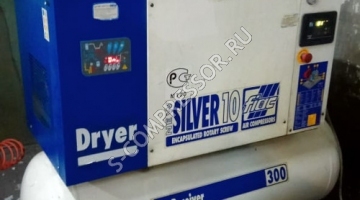 SILVER 10
fiac
ENCAPSULATED ROTARY SCREW
AIR COMPRESSORS
Dryer
300
S-COMPRESSOR.RU